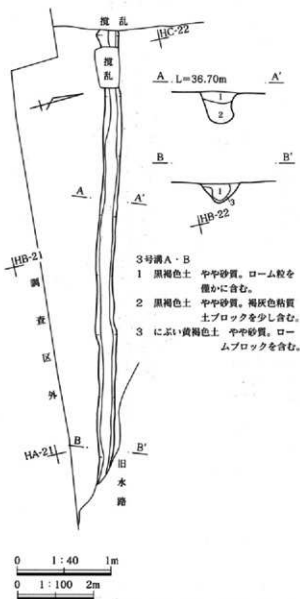 攪乱
HC-22
攪乱
A L=36.70m A'
1
2
A A'
B B'
1
3
HB-22
HB-21
3号溝A・B
1 黒褐色土 やや砂質。ローム粒を
僅かに含む。
2 黒褐色土 やや砂質。褐灰色粘質
土ブロックを少し含む。
3 にぶい黄褐色土 やや砂質。ロー
ムブロックを含む。
調査区外
B B'
HA-21
旧水路
0 1:40 1m
0 1:100 2m